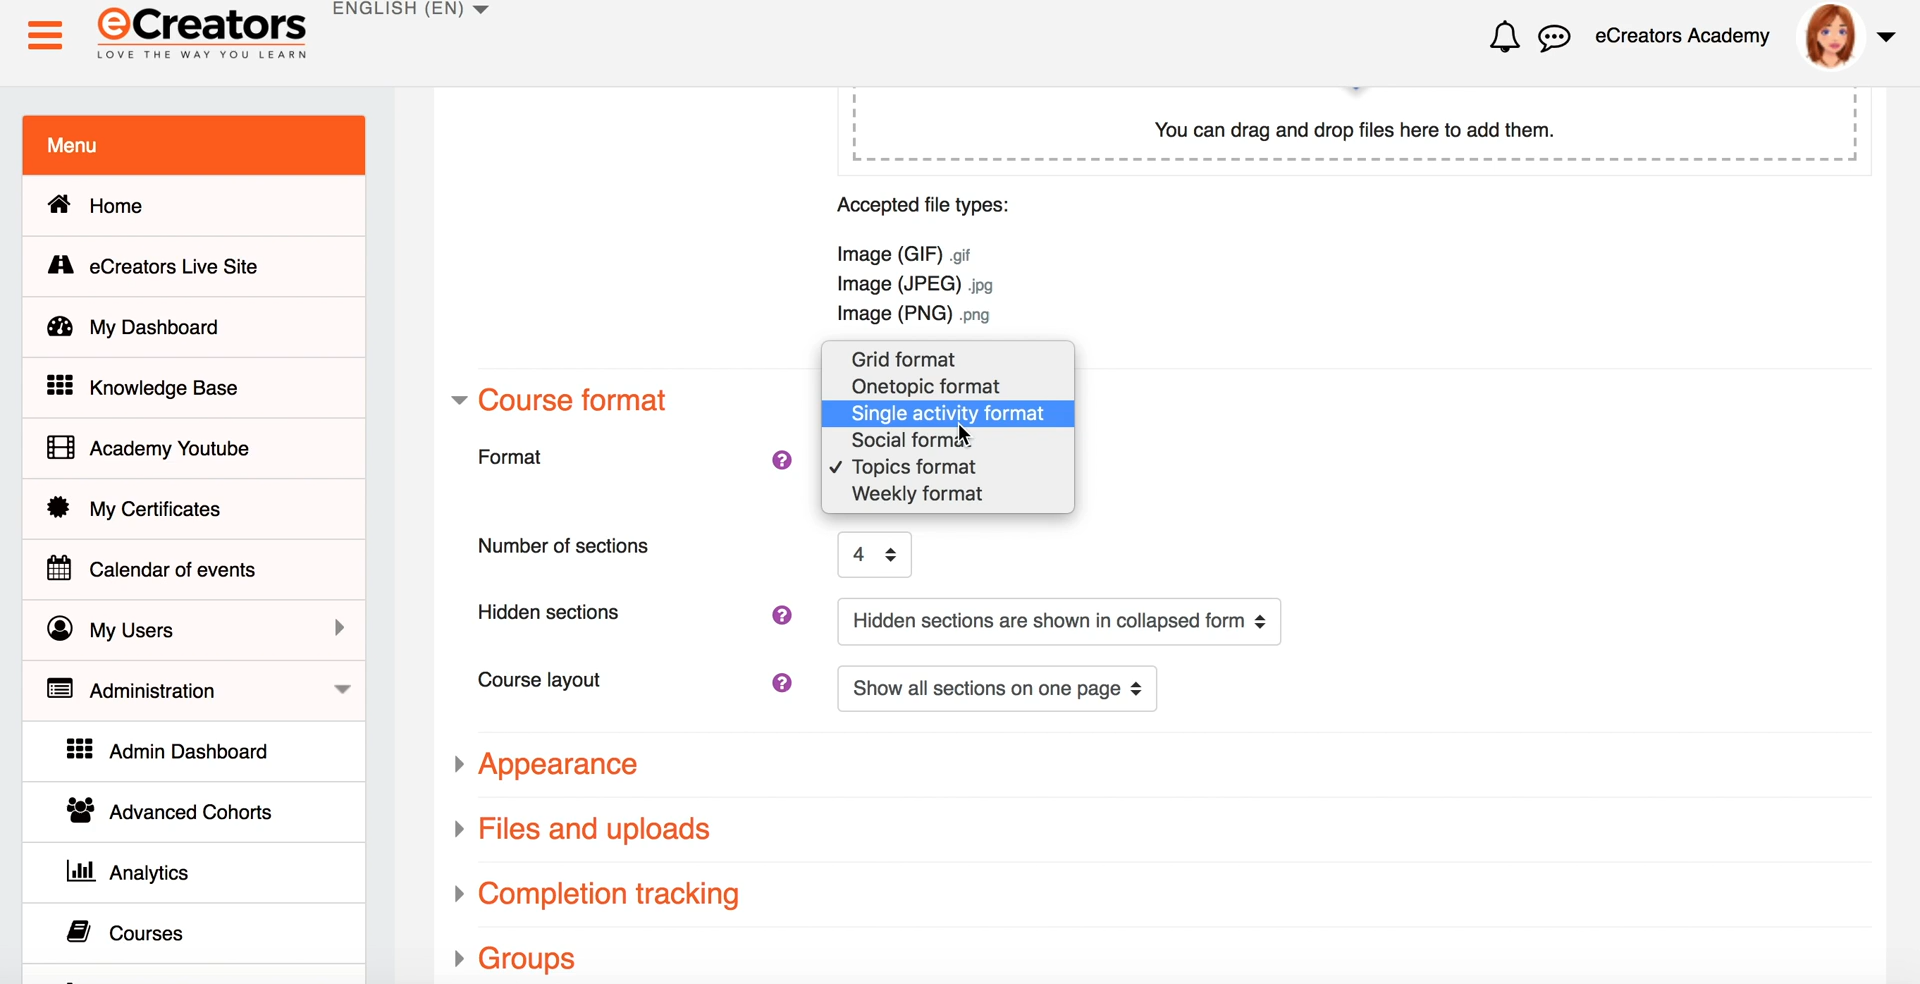 ENGLISH (EN)
eCreators
LOVE THE WAY YOU LEARN
eCreators Academy
Menu
Home
eCreators Live Site
My Dashboard
Knowledge Base
Academy Youtube
My Certificates
Calendar of events
My Users
Administration
Admin Dashboard
Advanced Cohorts
Analytics
Courses
You can drag and drop files here to add them.
Accepted file types:
Image (GIF) .gif
Image (JPEG) .jpg
Image (PNG) .png
Course format
Format
Grid format
Onetopic format
Single activity format
Social format
✓ Topics format
Weekly format
Number of sections
4
Hidden sections
Hidden sections are shown in collapsed form
Course layout
Show all sections on one page
Appearance
Files and uploads
Completion tracking
Groups